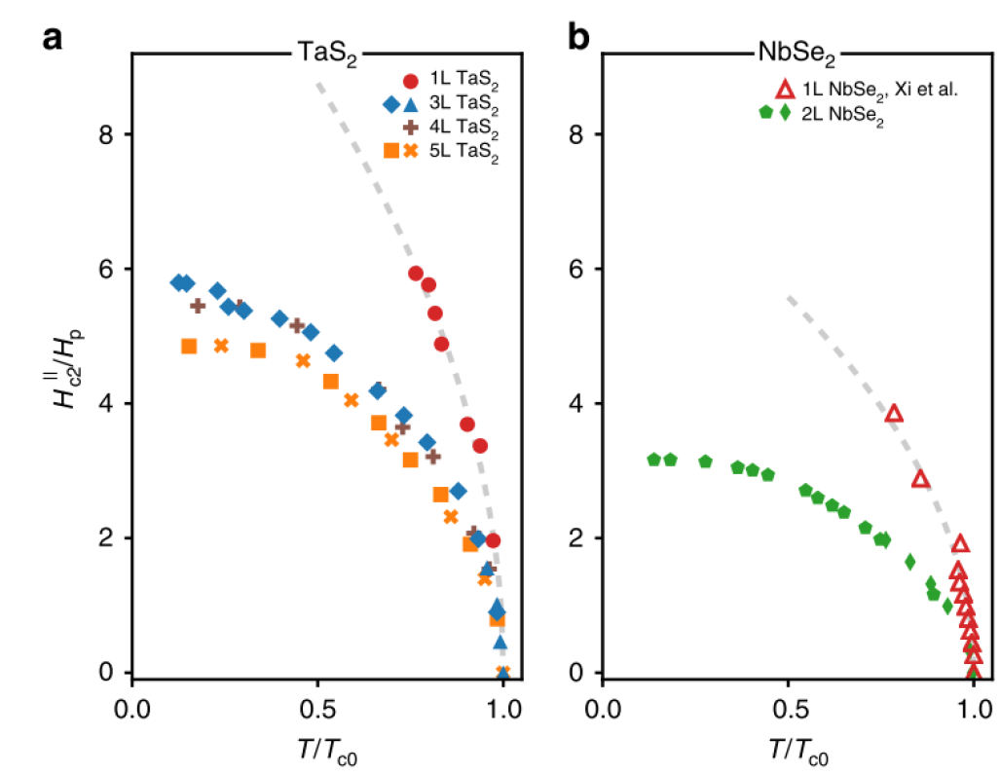 a
TaS₂
1L TaS₂
3L TaS₂
4L TaS₂
5L TaS₂
8
6
4
2
0
H∥c2/Hp
0.0
0.5
1.0
T/Tc0
b
NbSe₂
1L NbSe₂, Xi et al.
2L NbSe₂
8
6
4
2
0
0.0
0.5
1.0
T/Tc0